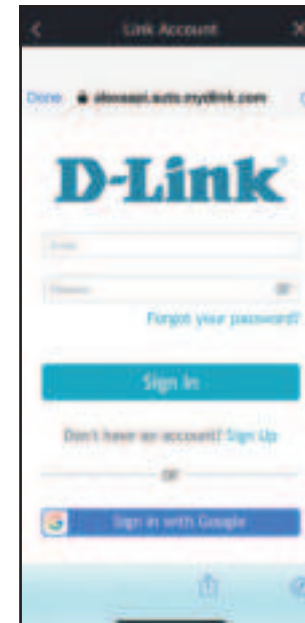 Link Account
Done alexaapi.auto.mydlink.com
D-Link
Email
Password
Forgot your password?
Sign In
Don't have an account? Sign Up
or
Sign in with Google